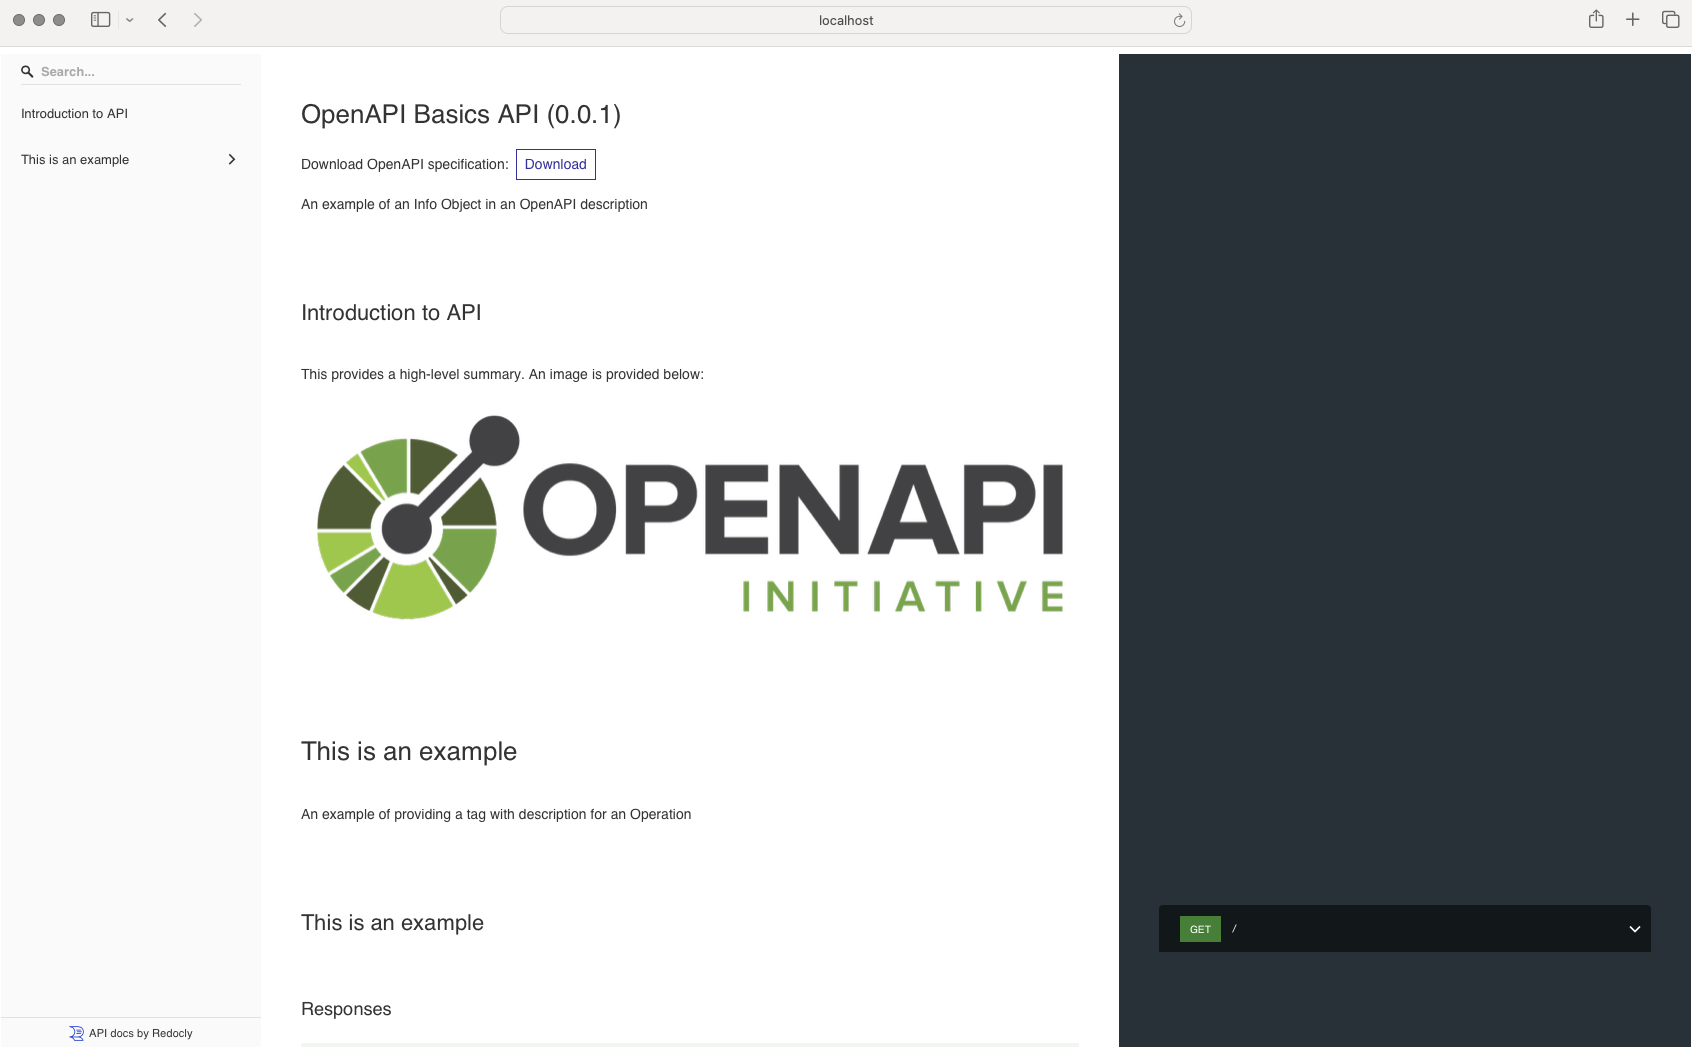 localhost
Search...
Introduction to API
This is an example
OpenAPI Basics API (0.0.1)
Download OpenAPI specification: Download
An example of an Info Object in an OpenAPI description
Introduction to API
This provides a high-level summary. An image is provided below:
OPENAPI
INITIATIVE
This is an example
An example of providing a tag with description for an Operation
This is an example
GET /
Responses
API docs by Redocly